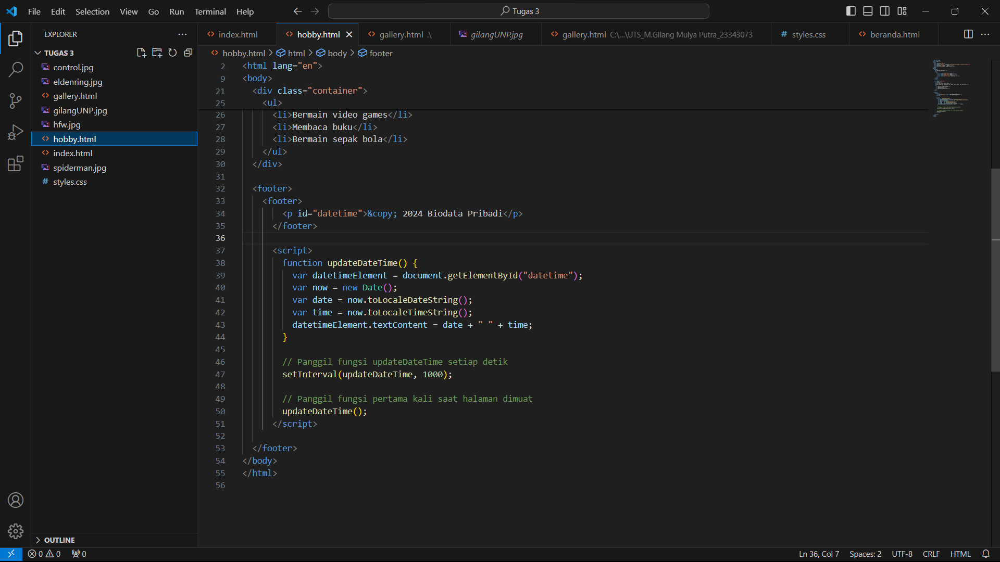 File Edit Selection View Go Run Terminal Help
Tugas 3
EXPLORER
TUGAS 3
control.jpg
eldenring.jpg
gallery.html
gilangUNP.jpg
hfw.jpg
hobby.html
index.html
spiderman.jpg
# styles.css
OUTLINE
index.html hobby.html gallery.html .\ gilangUNP.jpg gallery.html C:\...\UTS_M.GIlang Mulya Putra_23343073 # styles.css beranda.html
hobby.html > html > body > footer
2 <html lang="en">
9 <body>
21 <div class="container">
25 <ul>
26 <li>Bermain video games</li>
27 <li>Membaca buku</li>
28 <li>Bermain sepak bola</li>
29 </ul>
30 </div>
31
32 <footer>
33 <footer>
34 <p id="datetime">&copy; 2024 Biodata Pribadi</p>
35 </footer>
36
37 <script>
38 function updateDateTime() {
39 var datetimeElement = document.getElementById("datetime");
40 var now = new Date();
41 var date = now.toLocaleDateString();
42 var time = now.toLocaleTimeString();
43 datetimeElement.textContent = date + " " + time;
44 }
45
46 // Panggil fungsi updateDateTime setiap detik
47 setInterval(updateDateTime, 1000);
48
49 // Panggil fungsi pertama kali saat halaman dimuat
50 updateDateTime();
51 </script>
52
53 </footer>
54 </body>
55 </html>
56
0 0 0
Ln 36, Col 7 Spaces: 2 UTF-8 CRLF HTML